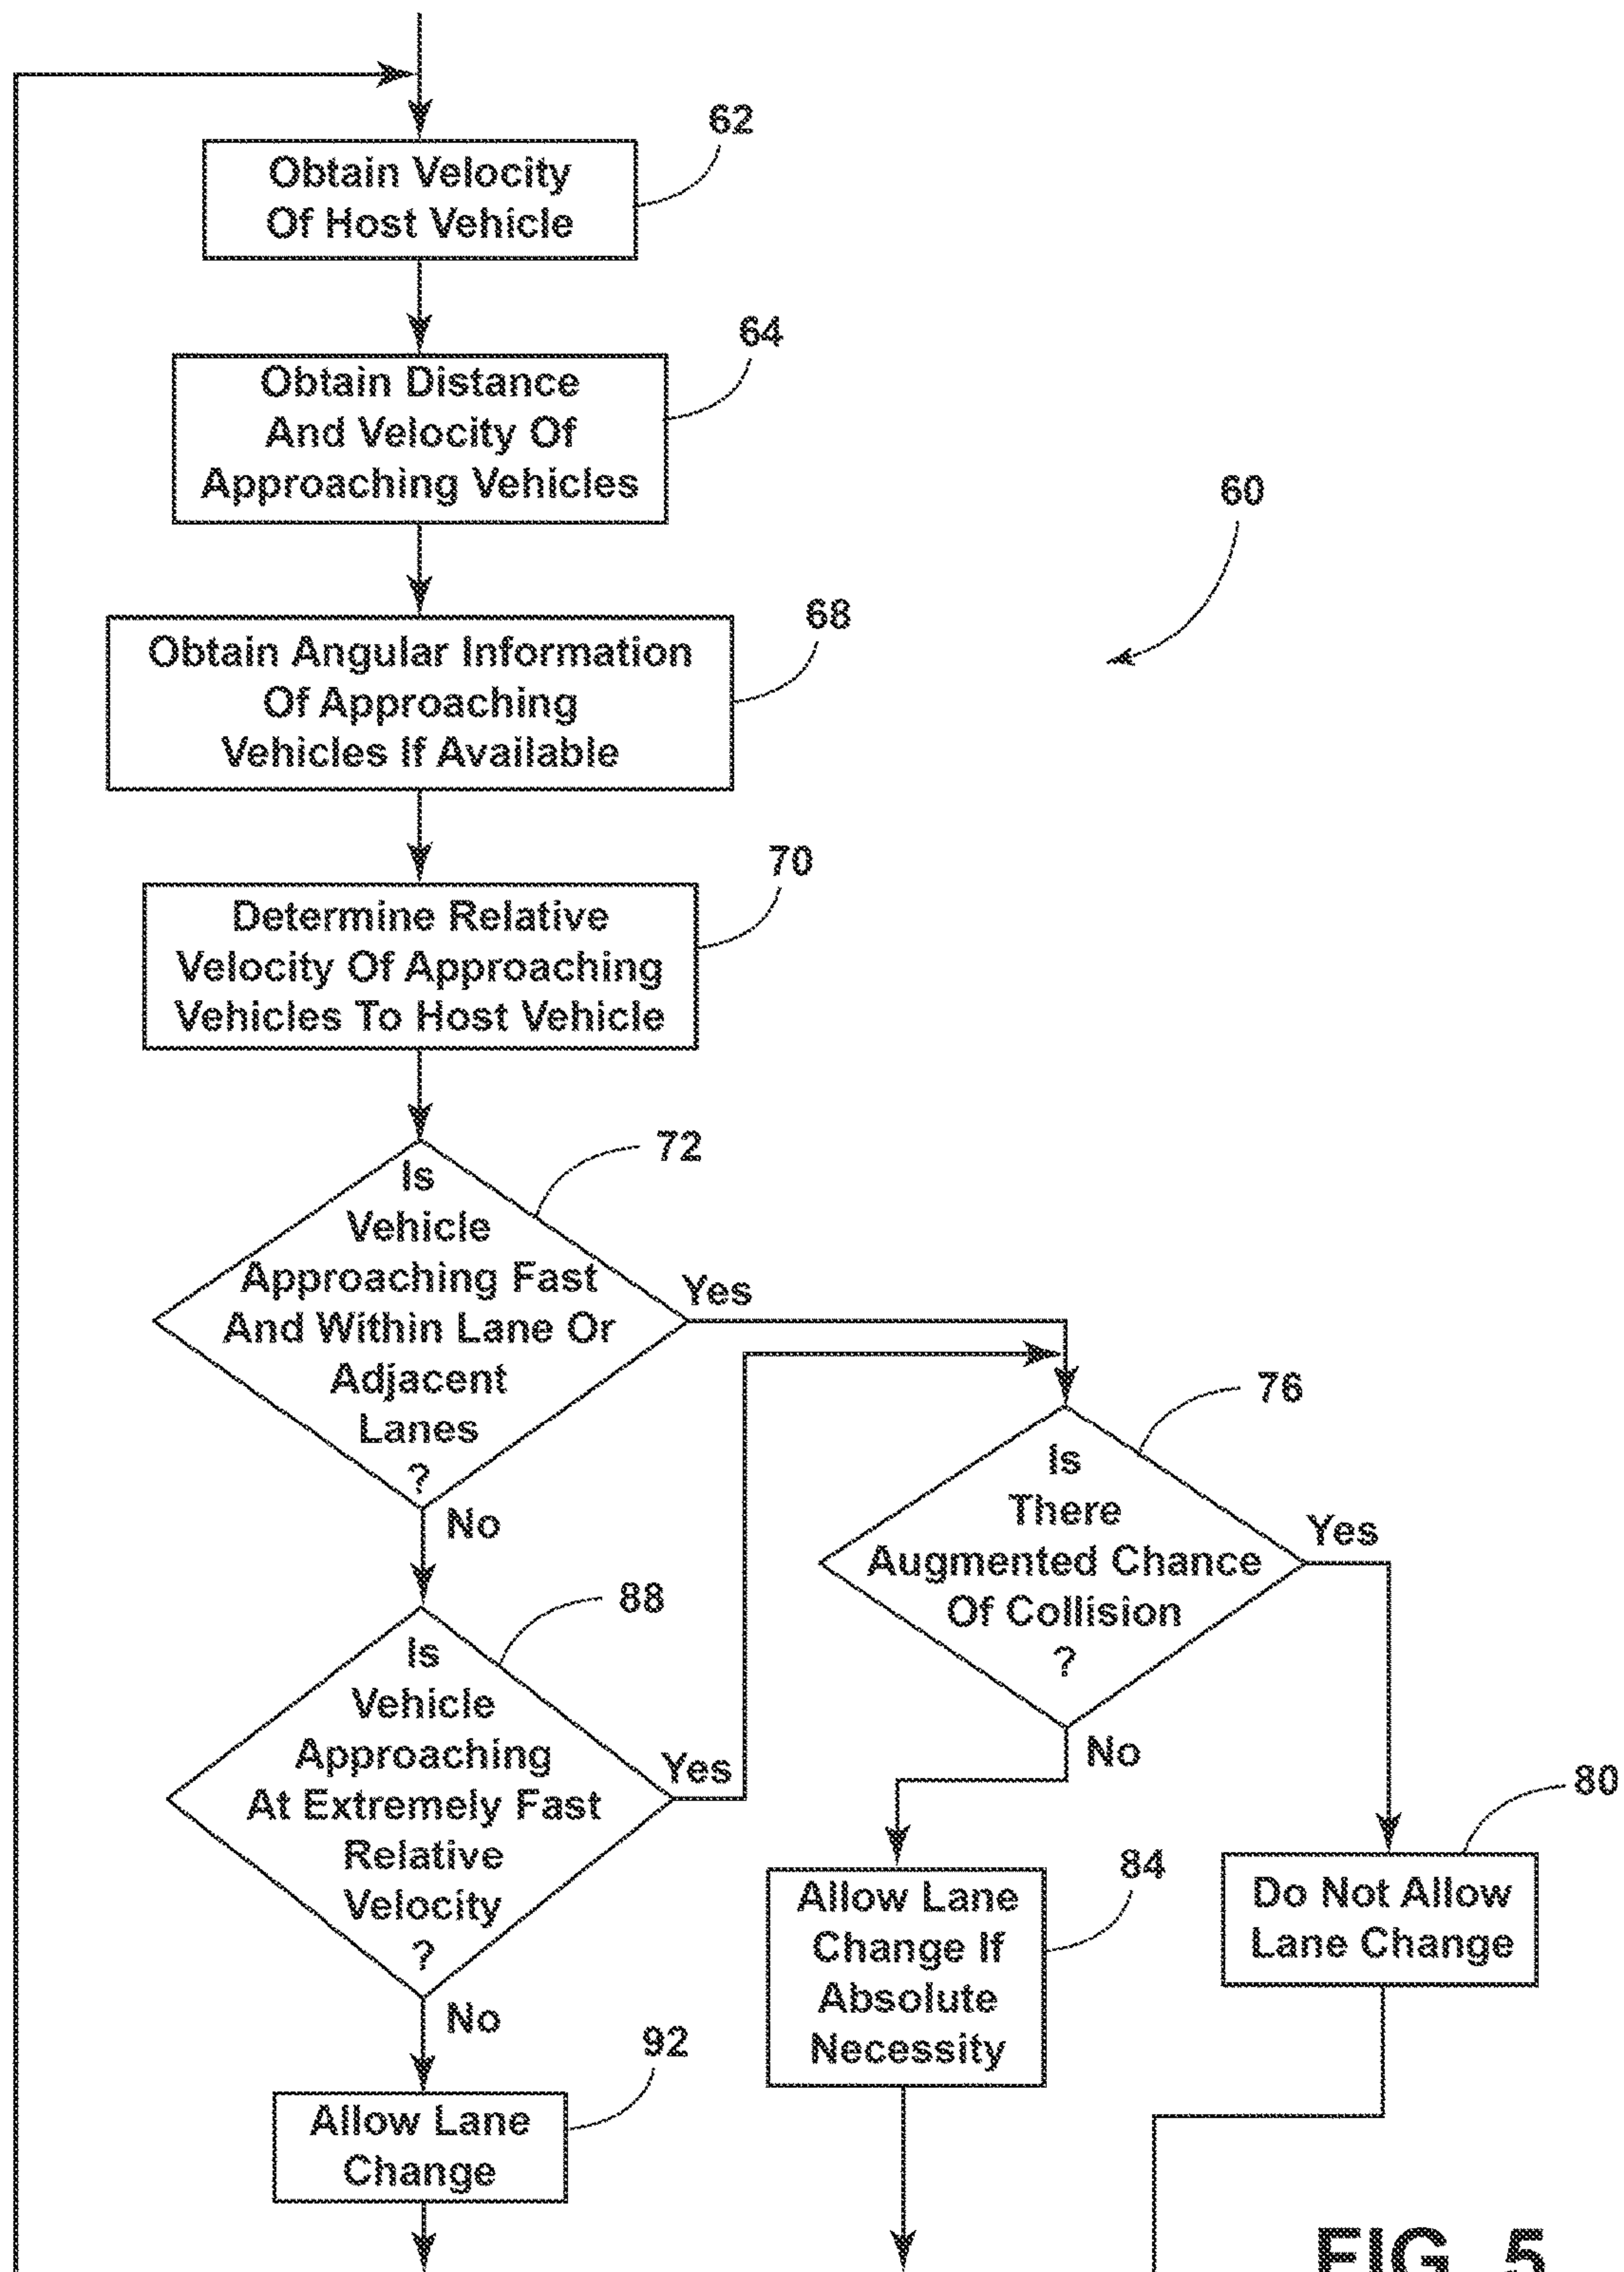 62
Obtain Velocity
Of Host Vehicle
64
Obtain Distance
And Velocity Of
Approaching Vehicles
60
68
Obtain Angular Information
Of Approaching
Vehicles If Available
70
Determine Relative
Velocity Of Approaching
Vehicles To Host Vehicle
72
Is
Vehicle
Approaching Fast
And Within Lane Or
Adjacent
Lanes
?
Yes
No
76
Is
There
Augmented Chance
Of Collision
?
Yes
No
88
Is
Vehicle
Approaching
At Extremely Fast
Relative
Velocity
?
Yes
No
80
Do Not Allow
Lane Change
84
Allow Lane
Change If
Absolute
Necessity
92
Allow Lane
Change
FIG. 5